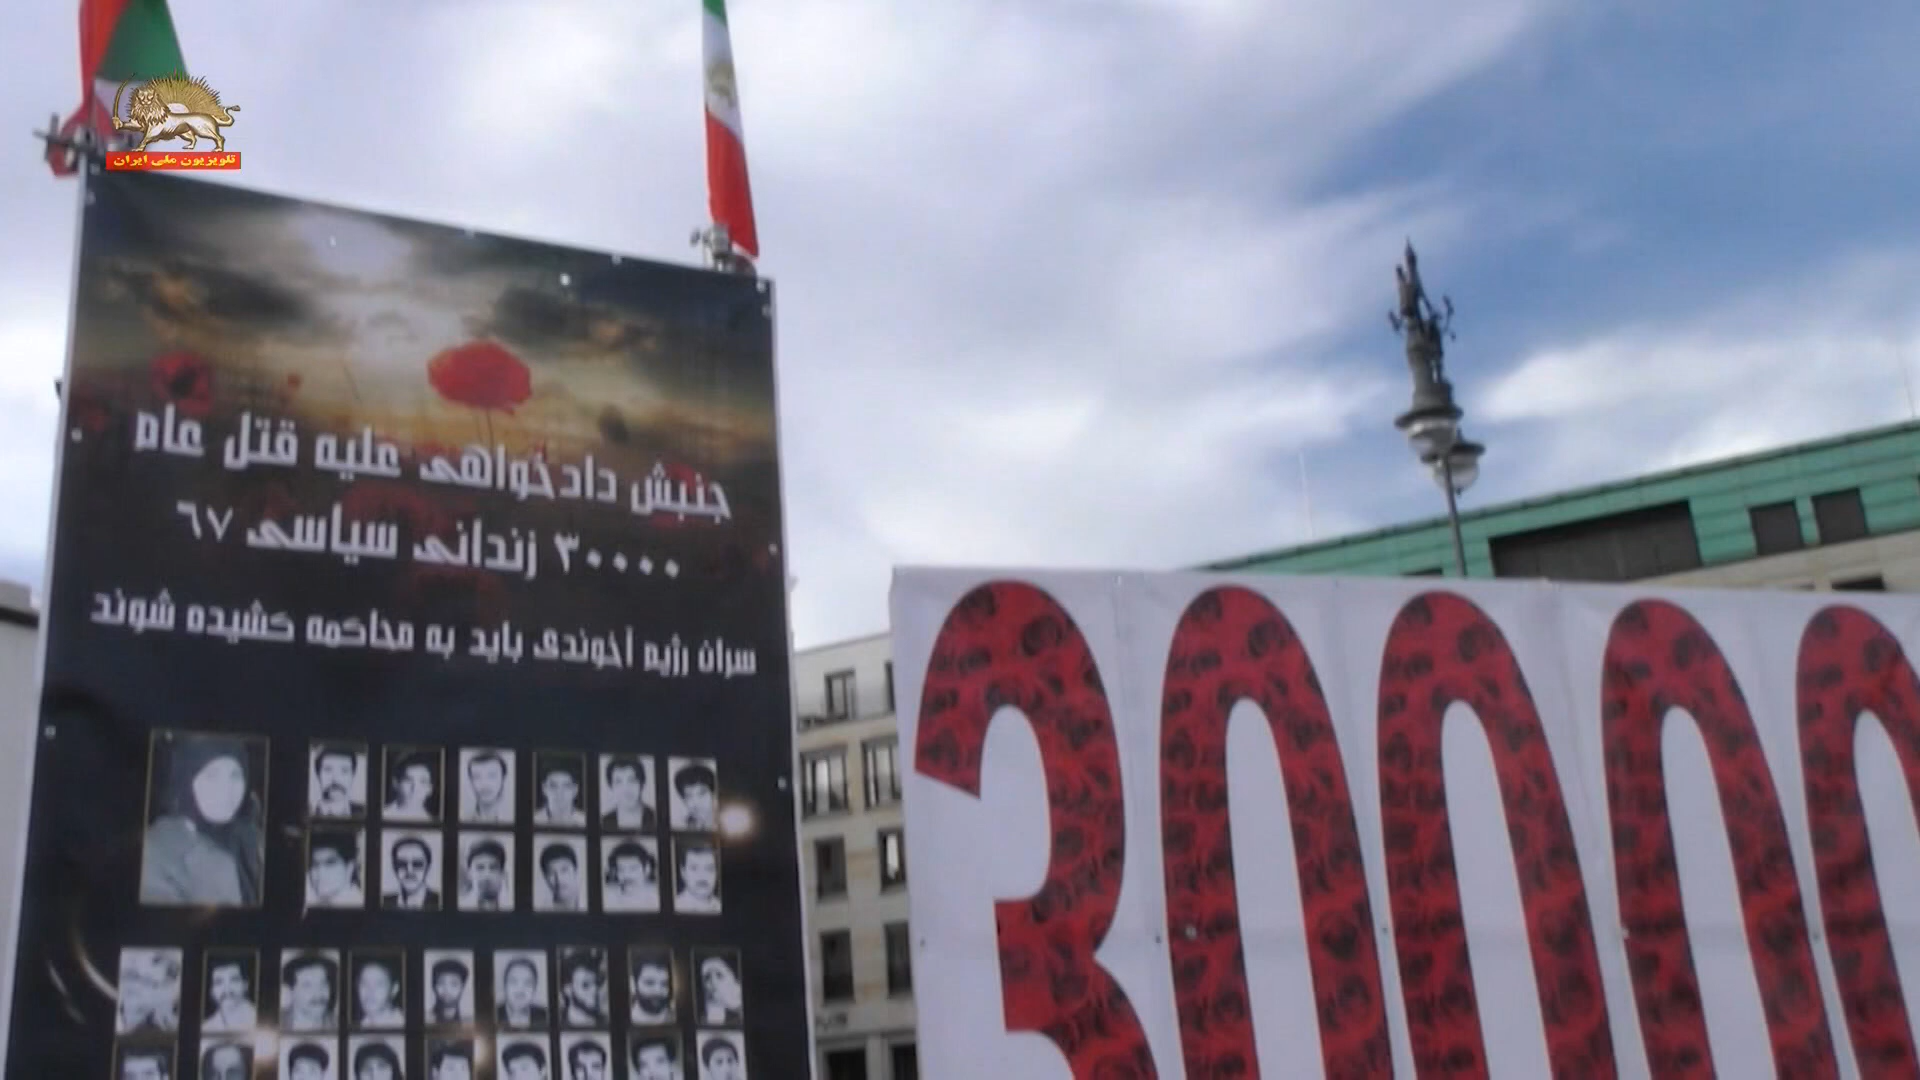 تلویزیون ملی ایران
جنبش دادخواهی علیه قتل عام
۳۰۰۰۰ زندانی سیاسی ۶۷
سران رژیم آخوندی باید به محاکمه کشیده شوند
30000